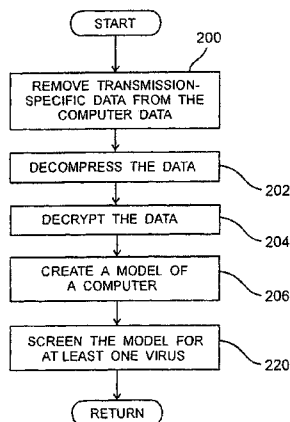 START
200
REMOVE TRANSMISSION-
SPECIFIC DATA FROM THE
COMPUTER DATA
DECOMPRESS THE DATA
202
DECRYPT THE DATA
204
CREATE A MODEL OF
A COMPUTER
206
SCREEN THE MODEL FOR
AT LEAST ONE VIRUS
220
RETURN